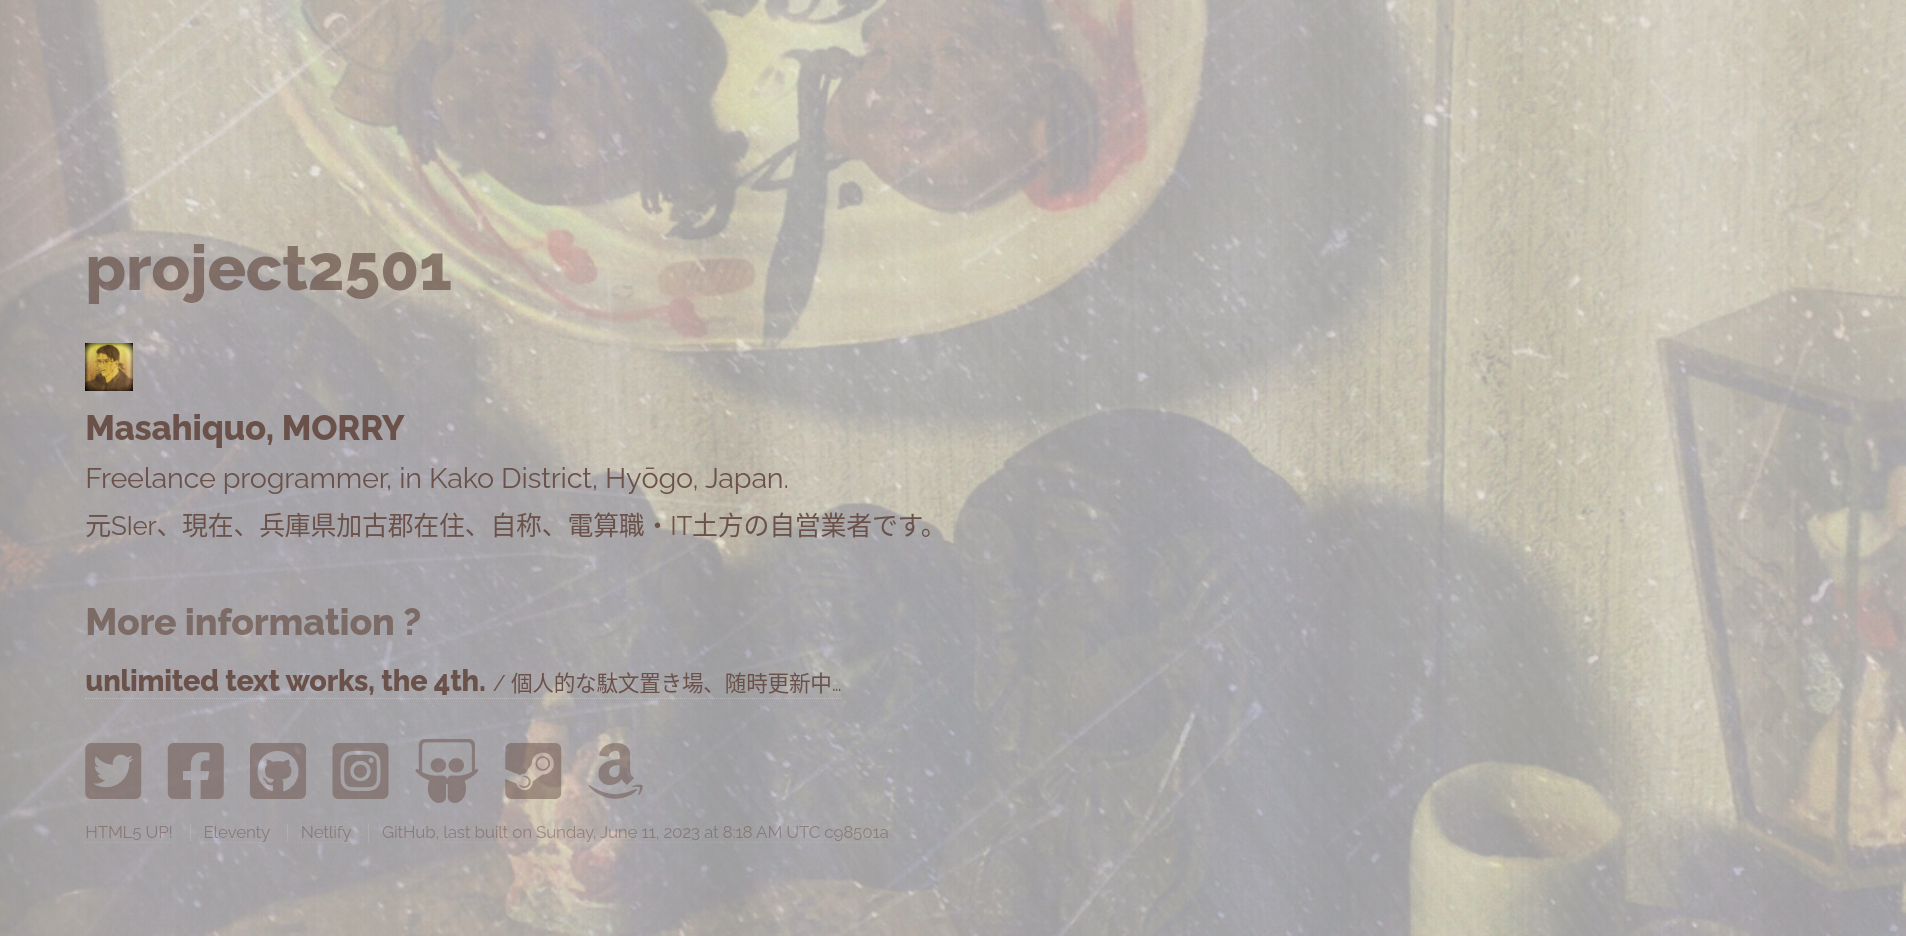 project2501
Masahiquo, MORRY
Freelance programmer, in Kako District, Hyōgo, Japan.
元SIer、現在、兵庫県加古郡在住、自称、電算職・IT土方の自営業者です。
More information ?
unlimited text works, the 4th. / 個人的な駄文置き場、随時更新中…
HTML5 UP! Eleventy Netlify GitHub, last built on Sunday, June 11, 2023 at 8:18 AM UTC c98501a